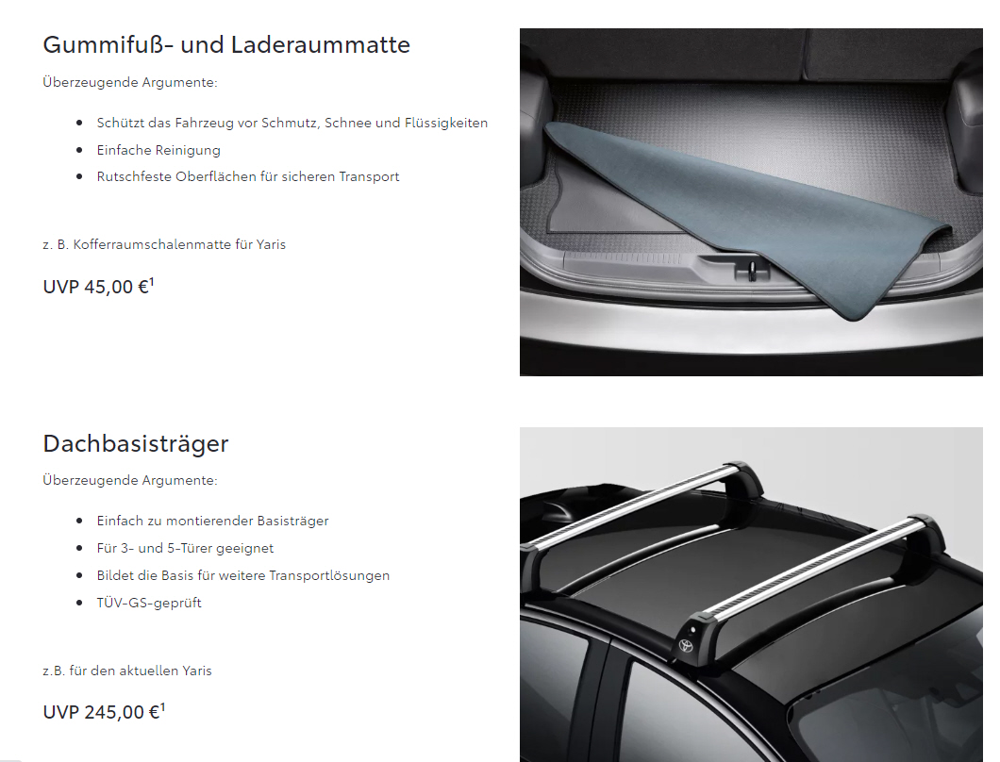 Gummifuß- und Laderaummatte
Überzeugende Argumente:
• Schützt das Fahrzeug vor Schmutz, Schnee und Flüssigkeiten
• Einfache Reinigung
• Rutschfeste Oberflächen für sicheren Transport
z. B. Kofferraumschalenmatte für Yaris
UVP 45,00 €¹
Dachbasisträger
Überzeugende Argumente:
• Einfach zu montierender Basisträger
• Für 3- und 5-Türer geeignet
• Bildet die Basis für weitere Transportlösungen
• TÜV-GS-geprüft
z.B. für den aktuellen Yaris
UVP 245,00 €¹